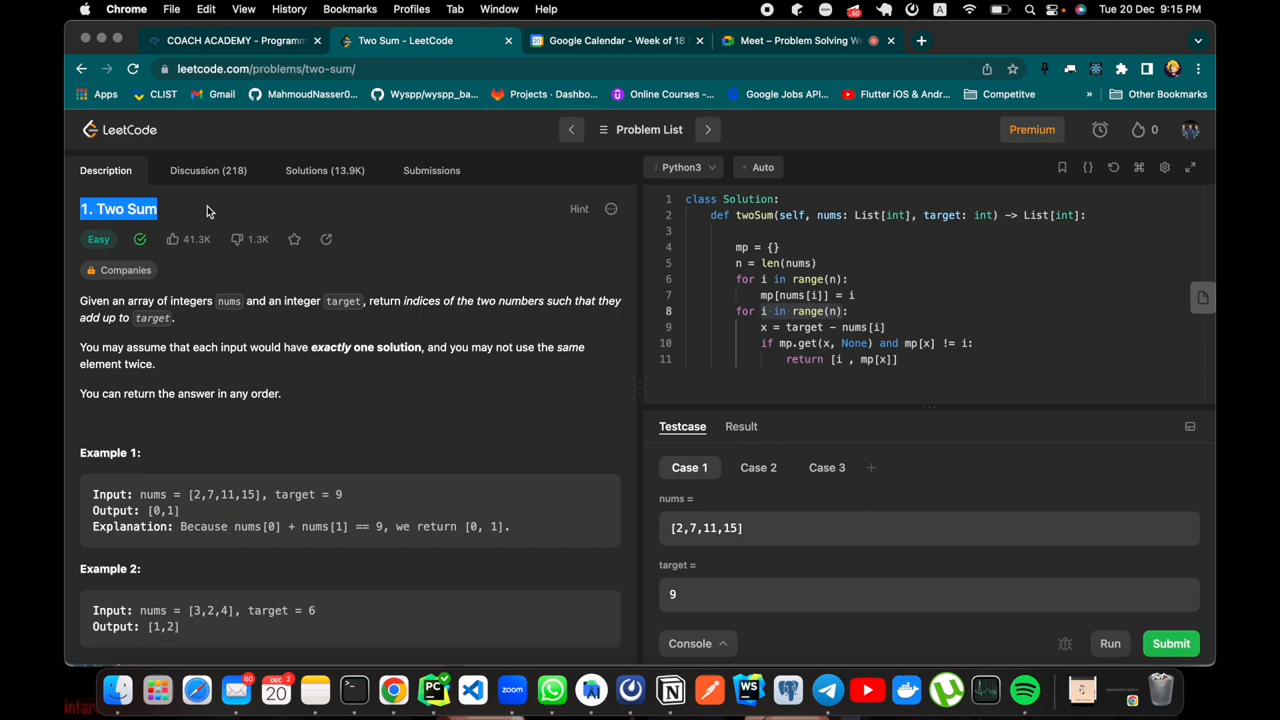 Chrome File Edit View History Bookmarks Profiles Tab Window Help 60 A Tue 20 Dec 9:15 PM
COACH ACADEMY - Programm Two Sum - LeetCode Google Calendar - Week of 18 Meet – Problem Solving We
leetcode.com/problems/two-sum/
Apps CLIST Gmail MahmoudNasser0... Wyspp/wyspp_ba... Projects · Dashbo... Online Courses -... Google Jobs API... Flutter iOS & Andr... Competitve » Other Bookmarks
LeetCode Problem List Premium 0
Description Discussion (218) Solutions (13.9K) Submissions
Python3 Auto
1. Two Sum Hint
Easy 41.3K 1.3K
Companies
Given an array of integers nums and an integer target, return indices of the two numbers such that they
add up to target.
You may assume that each input would have exactly one solution, and you may not use the same
element twice.
You can return the answer in any order.
Example 1:
Input: nums = [2,7,11,15], target = 9
Output: [0,1]
Explanation: Because nums[0] + nums[1] == 9, we return [0, 1].
Example 2:
Input: nums = [3,2,4], target = 6
Output: [1,2]
1 class Solution:
2 def twoSum(self, nums: List[int], target: int) -> List[int]:
3
4 mp = {}
5 n = len(nums)
6 for i in range(n):
7 mp[nums[i]] = i
8 for i in range(n):
9 x = target - nums[i]
10 if mp.get(x, None) and mp[x] != i:
11 return [i , mp[x]]
Testcase Result
Case 1 Case 2 Case 3 +
nums =
[2,7,11,15]
target =
9
Console Run Submit
60 DEC 2 20 PC zoom WS